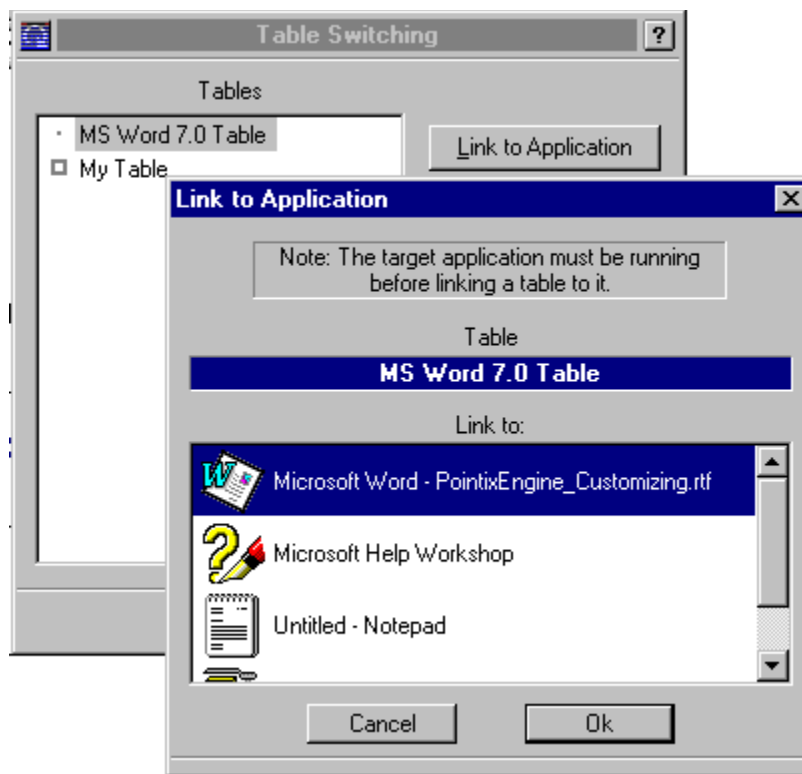 Table Switching
?
Tables
MS Word 7.0 Table
My Table
Link to Application
Link to Application
Note: The target application must be running
before linking a table to it.
Table
MS Word 7.0 Table
Link to:
Microsoft Word - PointixEngine_Customizing.rtf
Microsoft Help Workshop
Untitled - Notepad
Cancel
Ok